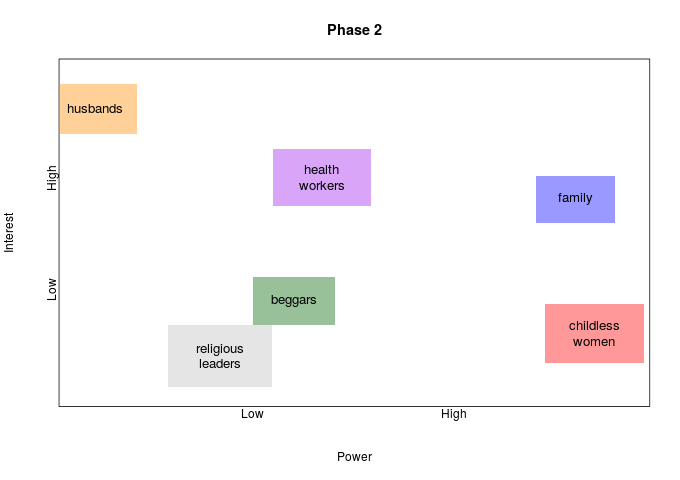 Phase 2
husbands
health
workers
family
beggars
childless
women
religious
leaders
Interest
High
Low
Low
High
Power